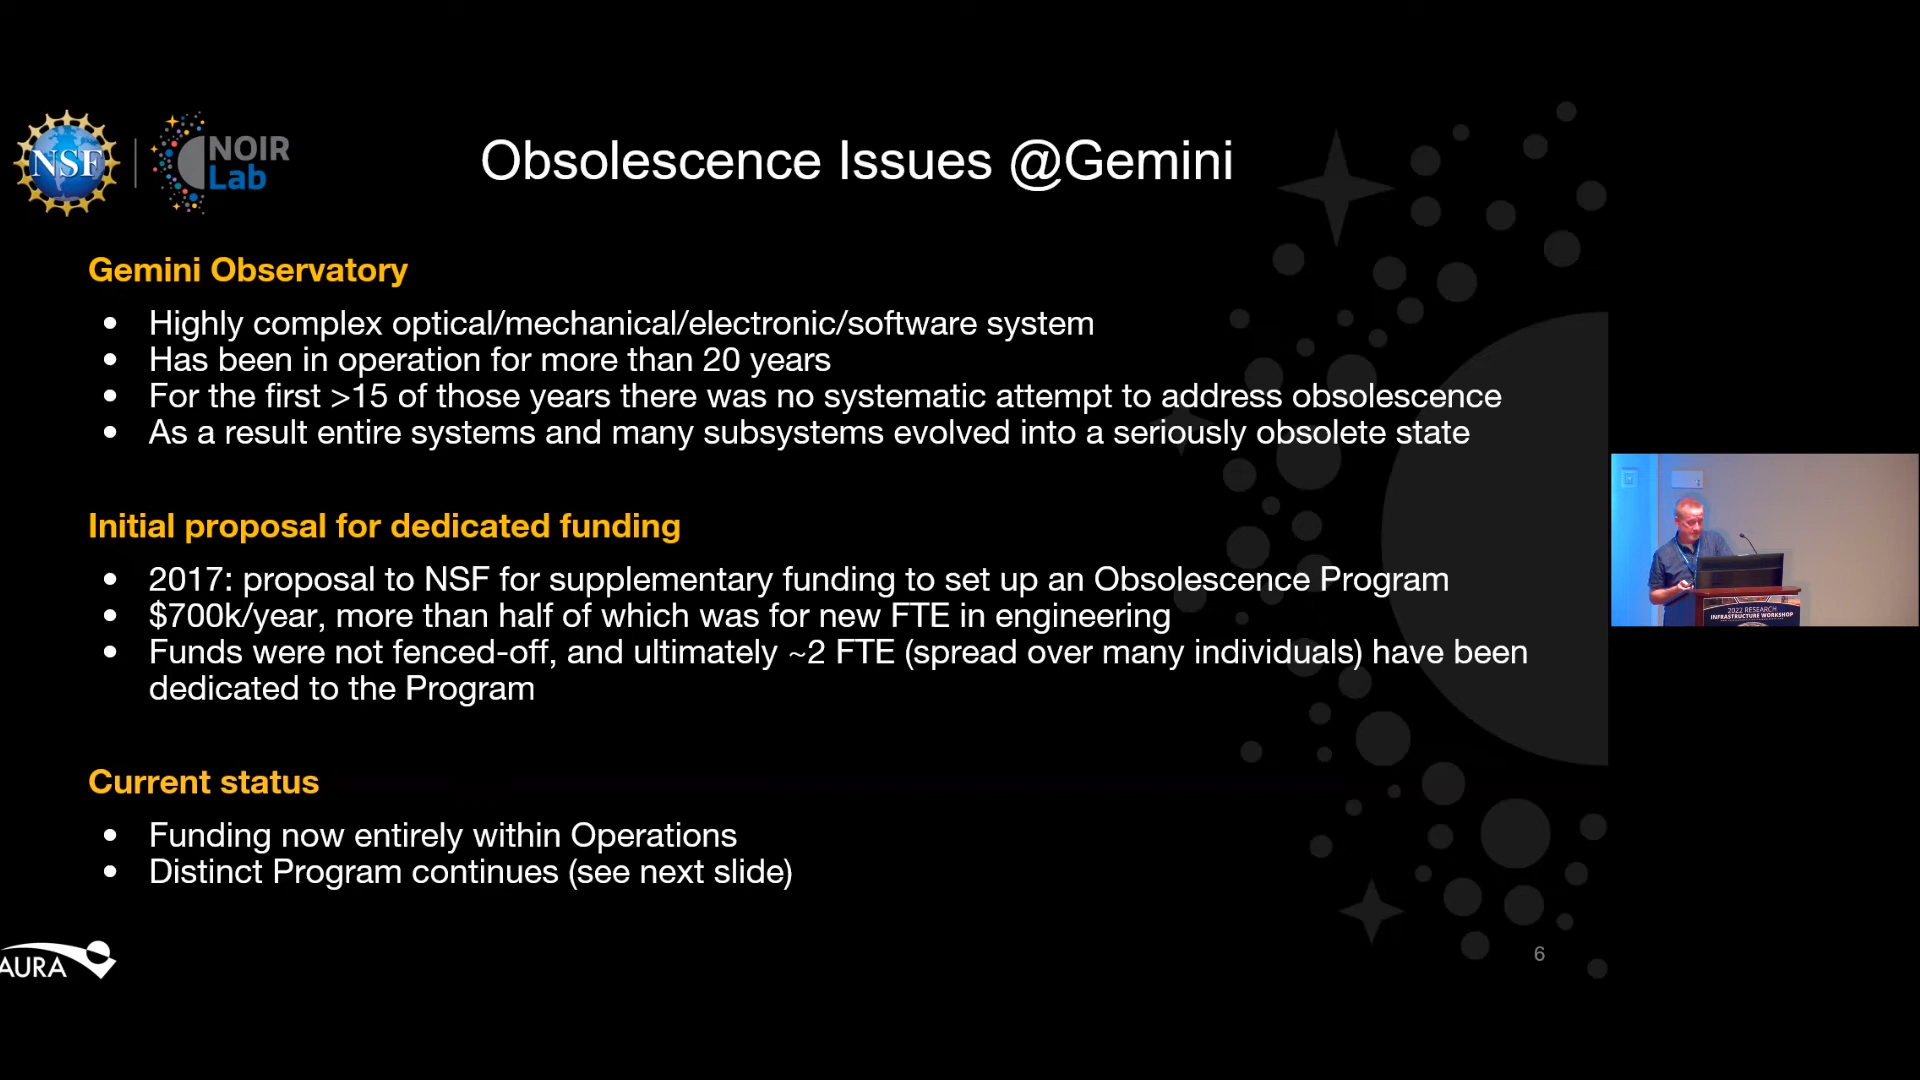 NSF
NOIR
Lab
Obsolescence Issues @Gemini
Gemini Observatory
• Highly complex optical/mechanical/electronic/software system
• Has been in operation for more than 20 years
• For the first >15 of those years there was no systematic attempt to address obsolescence
• As a result entire systems and many subsystems evolved into a seriously obsolete state
Initial proposal for dedicated funding
• 2017: proposal to NSF for supplementary funding to set up an Obsolescence Program
• $700k/year, more than half of which was for new FTE in engineering
• Funds were not fenced-off, and ultimately ~2 FTE (spread over many individuals) have been
dedicated to the Program
Current status
• Funding now entirely within Operations
• Distinct Program continues (see next slide)
AURA
6
2022 RESEARCH
INFRASTRUCTURE WORKSHOP